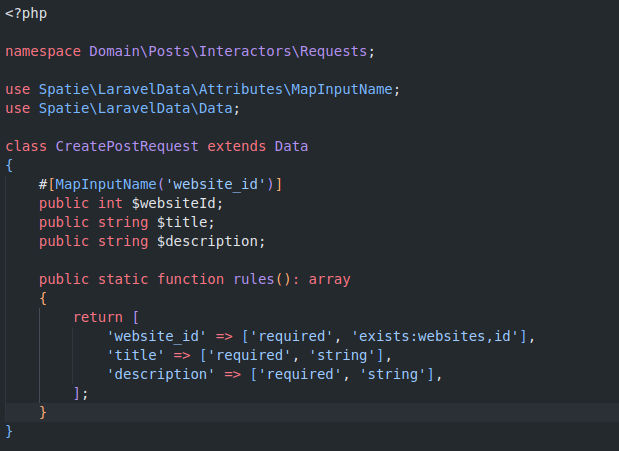 <?php
namespace Domain\Posts\Interactors\Requests;
use Spatie\LaravelData\Attributes\MapInputName;
use Spatie\LaravelData\Data;
class CreatePostRequest extends Data
{
    #[MapInputName('website_id')]
    public int $websiteId;
    public string $title;
    public string $description;
    public static function rules(): array
    {
        return [
            'website_id' => ['required', 'exists:websites,id'],
            'title' => ['required', 'string'],
            'description' => ['required', 'string'],
        ];
    }
}